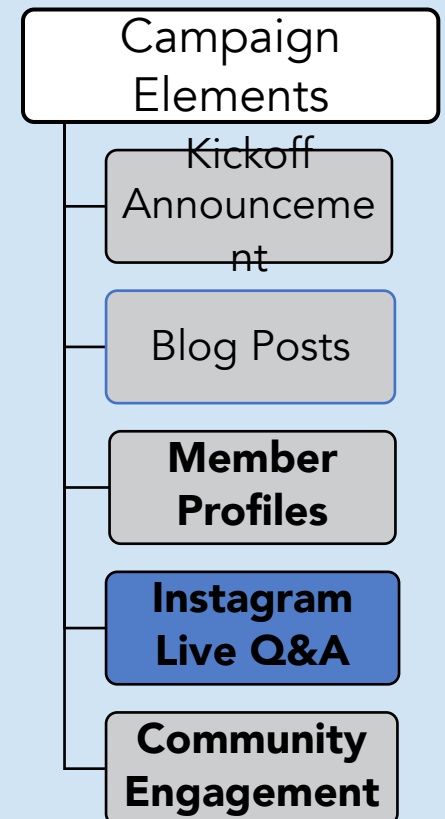 Campaign
Elements
Kickoff
Announceme
nt
Blog Posts
Member
Profiles
Instagram
Live Q&A
Community
Engagement